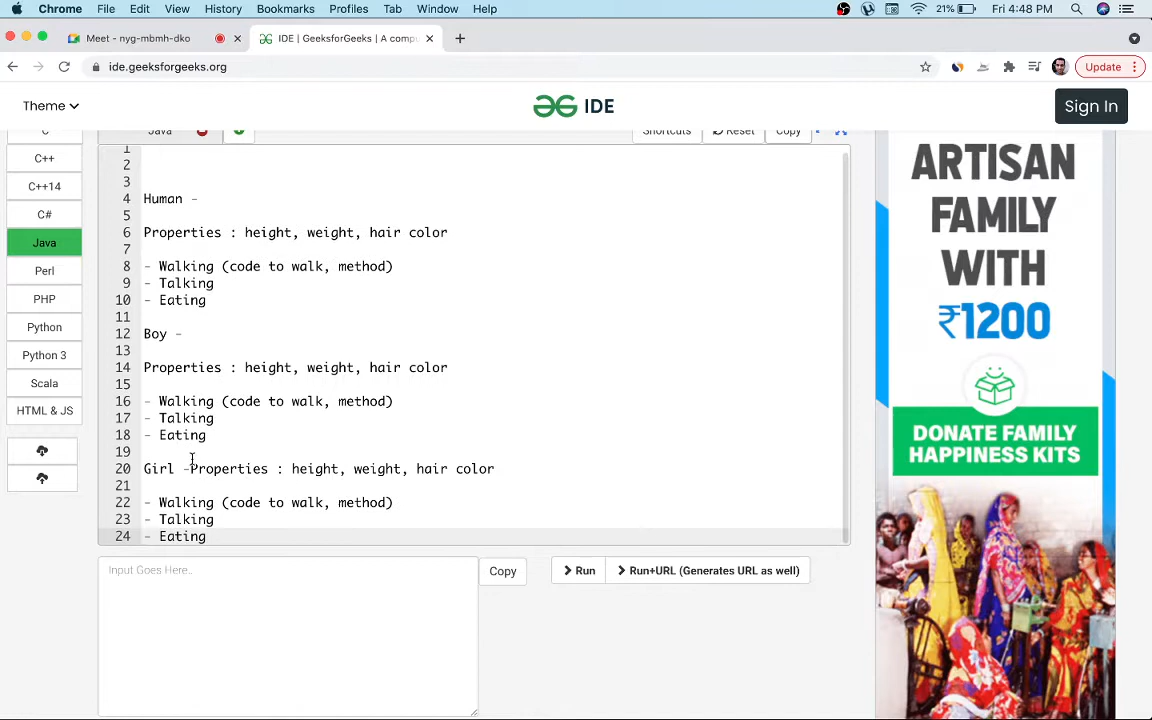 Chrome File Edit View History Bookmarks Profiles Tab Window Help 21% Fri 4:48 PM
Meet - nyg-mbmh-dko IDE | GeeksforGeeks | A compu
ide.geeksforgeeks.org Update
Theme IDE Sign In
C Java Shortcuts Reset Copy
C++
C++14
C#
Java
Perl
PHP
Python
Python 3
Scala
HTML & JS
1
2
3
4 Human -
5
6 Properties : height, weight, hair color
7
8 - Walking (code to walk, method)
9 - Talking
10 - Eating
11
12 Boy -
13
14 Properties : height, weight, hair color
15
16 - Walking (code to walk, method)
17 - Talking
18 - Eating
19
20 Girl -Properties : height, weight, hair color
21
22 - Walking (code to walk, method)
23 - Talking
24 - Eating
Input Goes Here..
Copy Run Run+URL (Generates URL as well)
ARTISAN
FAMILY
WITH
₹1200
DONATE FAMILY
HAPPINESS KITS